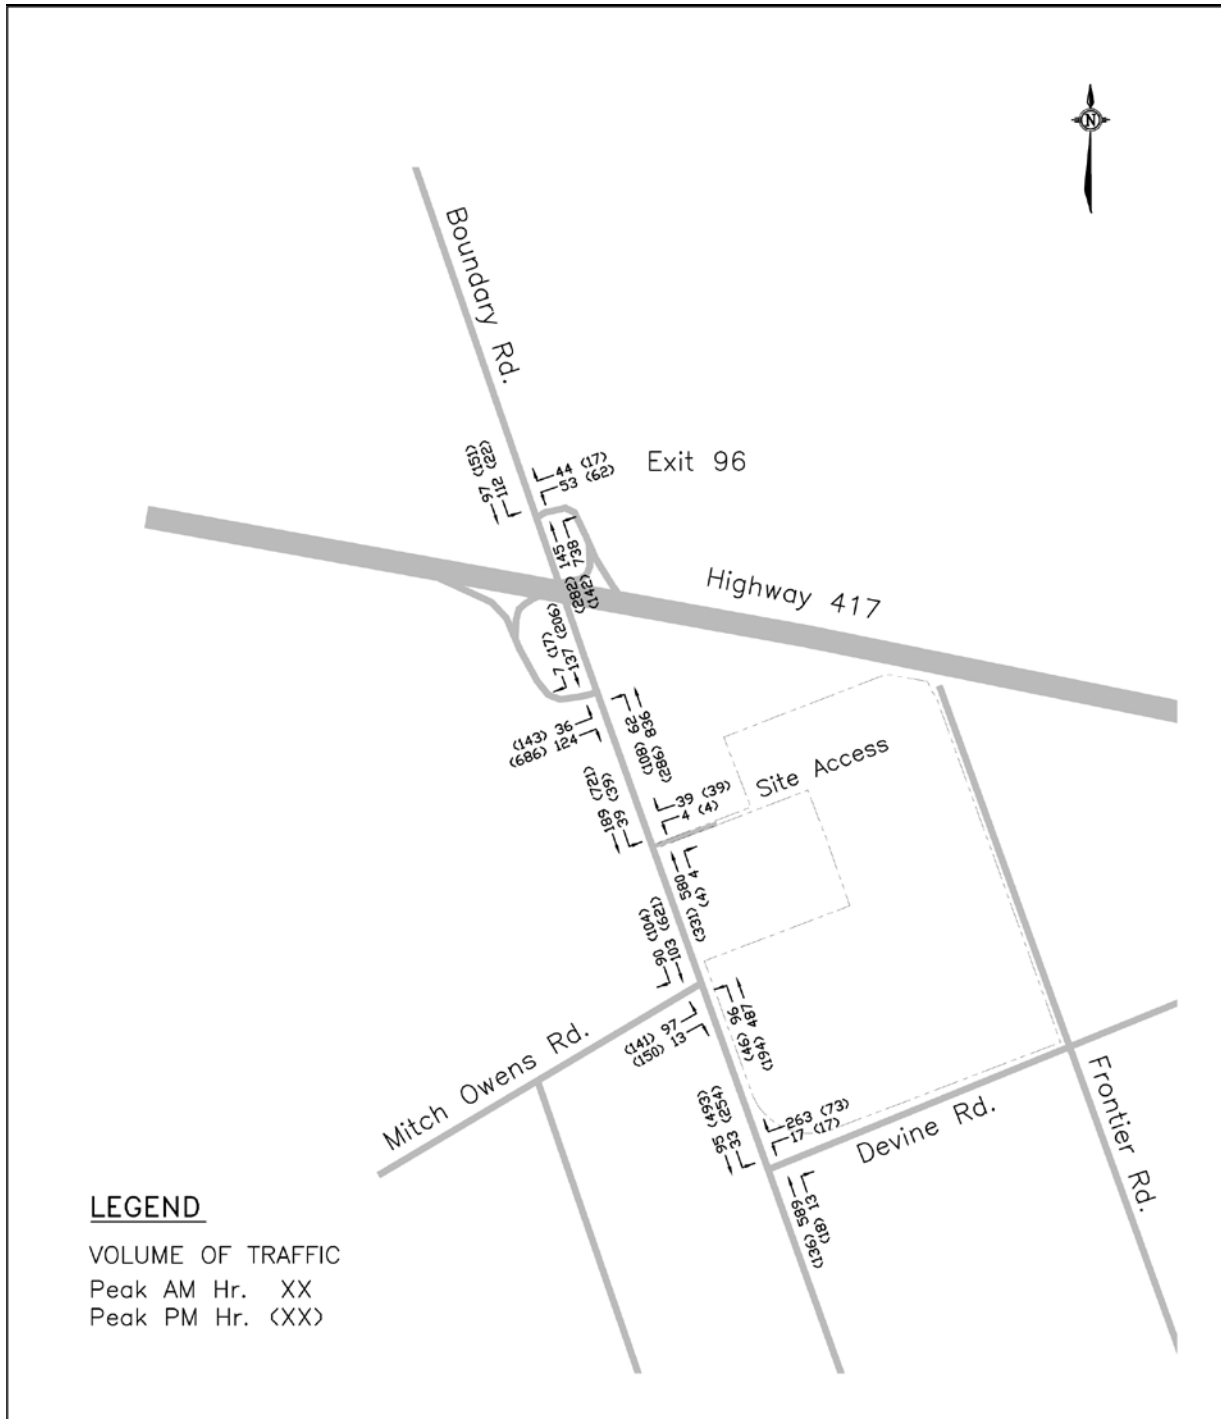 N
Boundary Rd.
97 (151)
112 (22)
44 (17)
53 (62)
Exit 96
(282) 145
(142) 738
Highway 417
7 (17)
137 (206)
(143) 36
(686) 124
(108) 62
(286) 836
189 (721)
39 (39)
39 (39)
4 (4)
Site Access
(331) 580
(4) 4
90 (104)
103 (621)
Mitch Owens Rd.
(141) 97
(150) 13
(46) 96
(194) 487
95 (493)
33 (254)
263 (73)
17 (17)
Devine Rd.
Frontier Rd.
(136) 589
(18) 13
LEGEND
VOLUME OF TRAFFIC
Peak AM Hr. XX
Peak PM Hr. (XX)